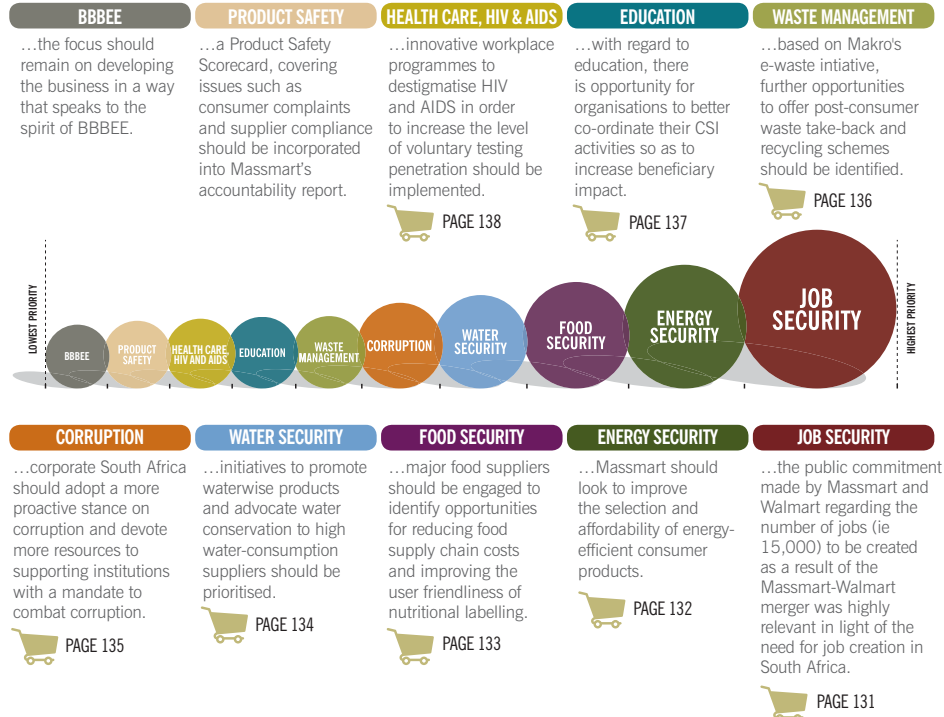 BBBEE
…the focus should
remain on developing
the business in a way
that speaks to the
spirit of BBBEE.
PRODUCT SAFETY
…a Product Safety
Scorecard, covering
issues such as
consumer complaints
and supplier compliance
should be incorporated
into Massmart's
accountability report.
HEALTH CARE, HIV & AIDS
…innovative workplace
programmes to
destigmatise HIV
and AIDS in order
to increase the level
of voluntary testing
penetration should be
implemented.
PAGE 138
EDUCATION
…with regard to
education, there
is opportunity for
organisations to better
co-ordinate their CSI
activities so as to
increase beneficiary
impact.
PAGE 137
WASTE MANAGEMENT
…based on Makro's
e-waste intiative,
further opportunities
to offer post-consumer
waste take-back and
recycling schemes
should be identified.
PAGE 136
LOWEST PRIORITY
BBBEE
PRODUCT
SAFETY
HEALTH CARE,
HIV AND AIDS
EDUCATION
WASTE
MANAGEMENT
CORRUPTION
WATER
SECURITY
FOOD
SECURITY
ENERGY
SECURITY
JOB
SECURITY
HIGHEST PRIORITY
CORRUPTION
…corporate South Africa
should adopt a more
proactive stance on
corruption and devote
more resources to
supporting institutions
with a mandate to
combat corruption.
PAGE 135
WATER SECURITY
…initiatives to promote
waterwise products
and advocate water
conservation to high
water-consumption
suppliers should be
prioritised.
PAGE 134
FOOD SECURITY
…major food suppliers
should be engaged to
identify opportunities
for reducing food
supply chain costs
and improving the
user friendliness of
nutritional labelling.
PAGE 133
ENERGY SECURITY
…Massmart should
look to improve
the selection and
affordability of energy-
efficient consumer
products.
PAGE 132
JOB SECURITY
…the public commitment
made by Massmart and
Walmart regarding the
number of jobs (ie
15,000) to be created
as a result of the
Massmart-Walmart
merger was highly
relevant in light of the
need for job creation in
South Africa.
PAGE 131